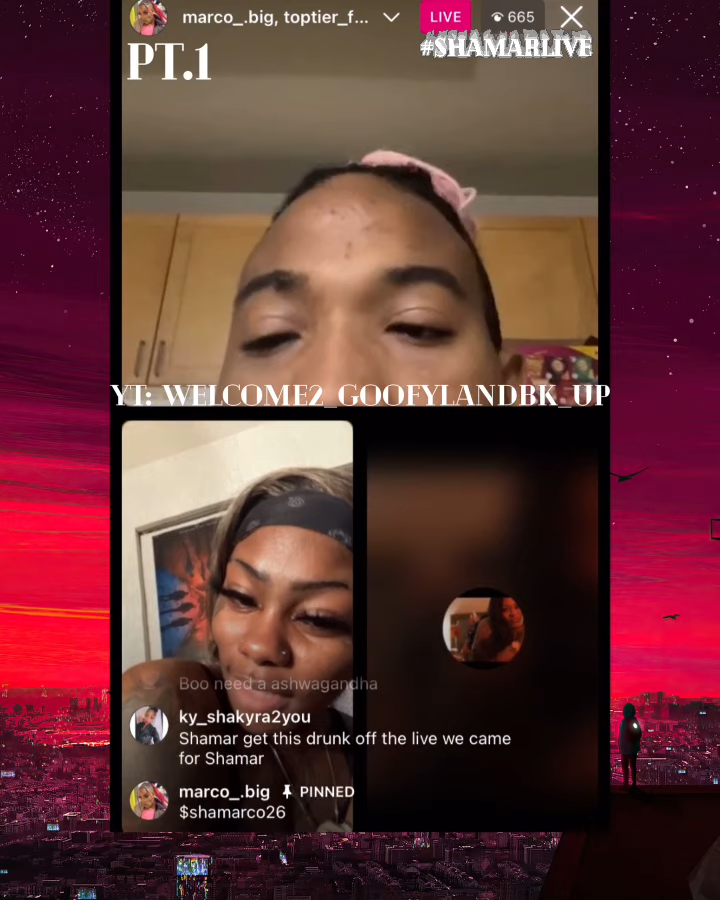 marco_.big, toptier_f...
LIVE
665
#SHAMARLIVE
PT.1
YT: WELCOME2_GOOFYLANDBK_UP
Boo need a ashwagandha
ky_shakyra2you
Shamar get this drunk off the live we came
for Shamar
marco_.big PINNED
$shamarco26